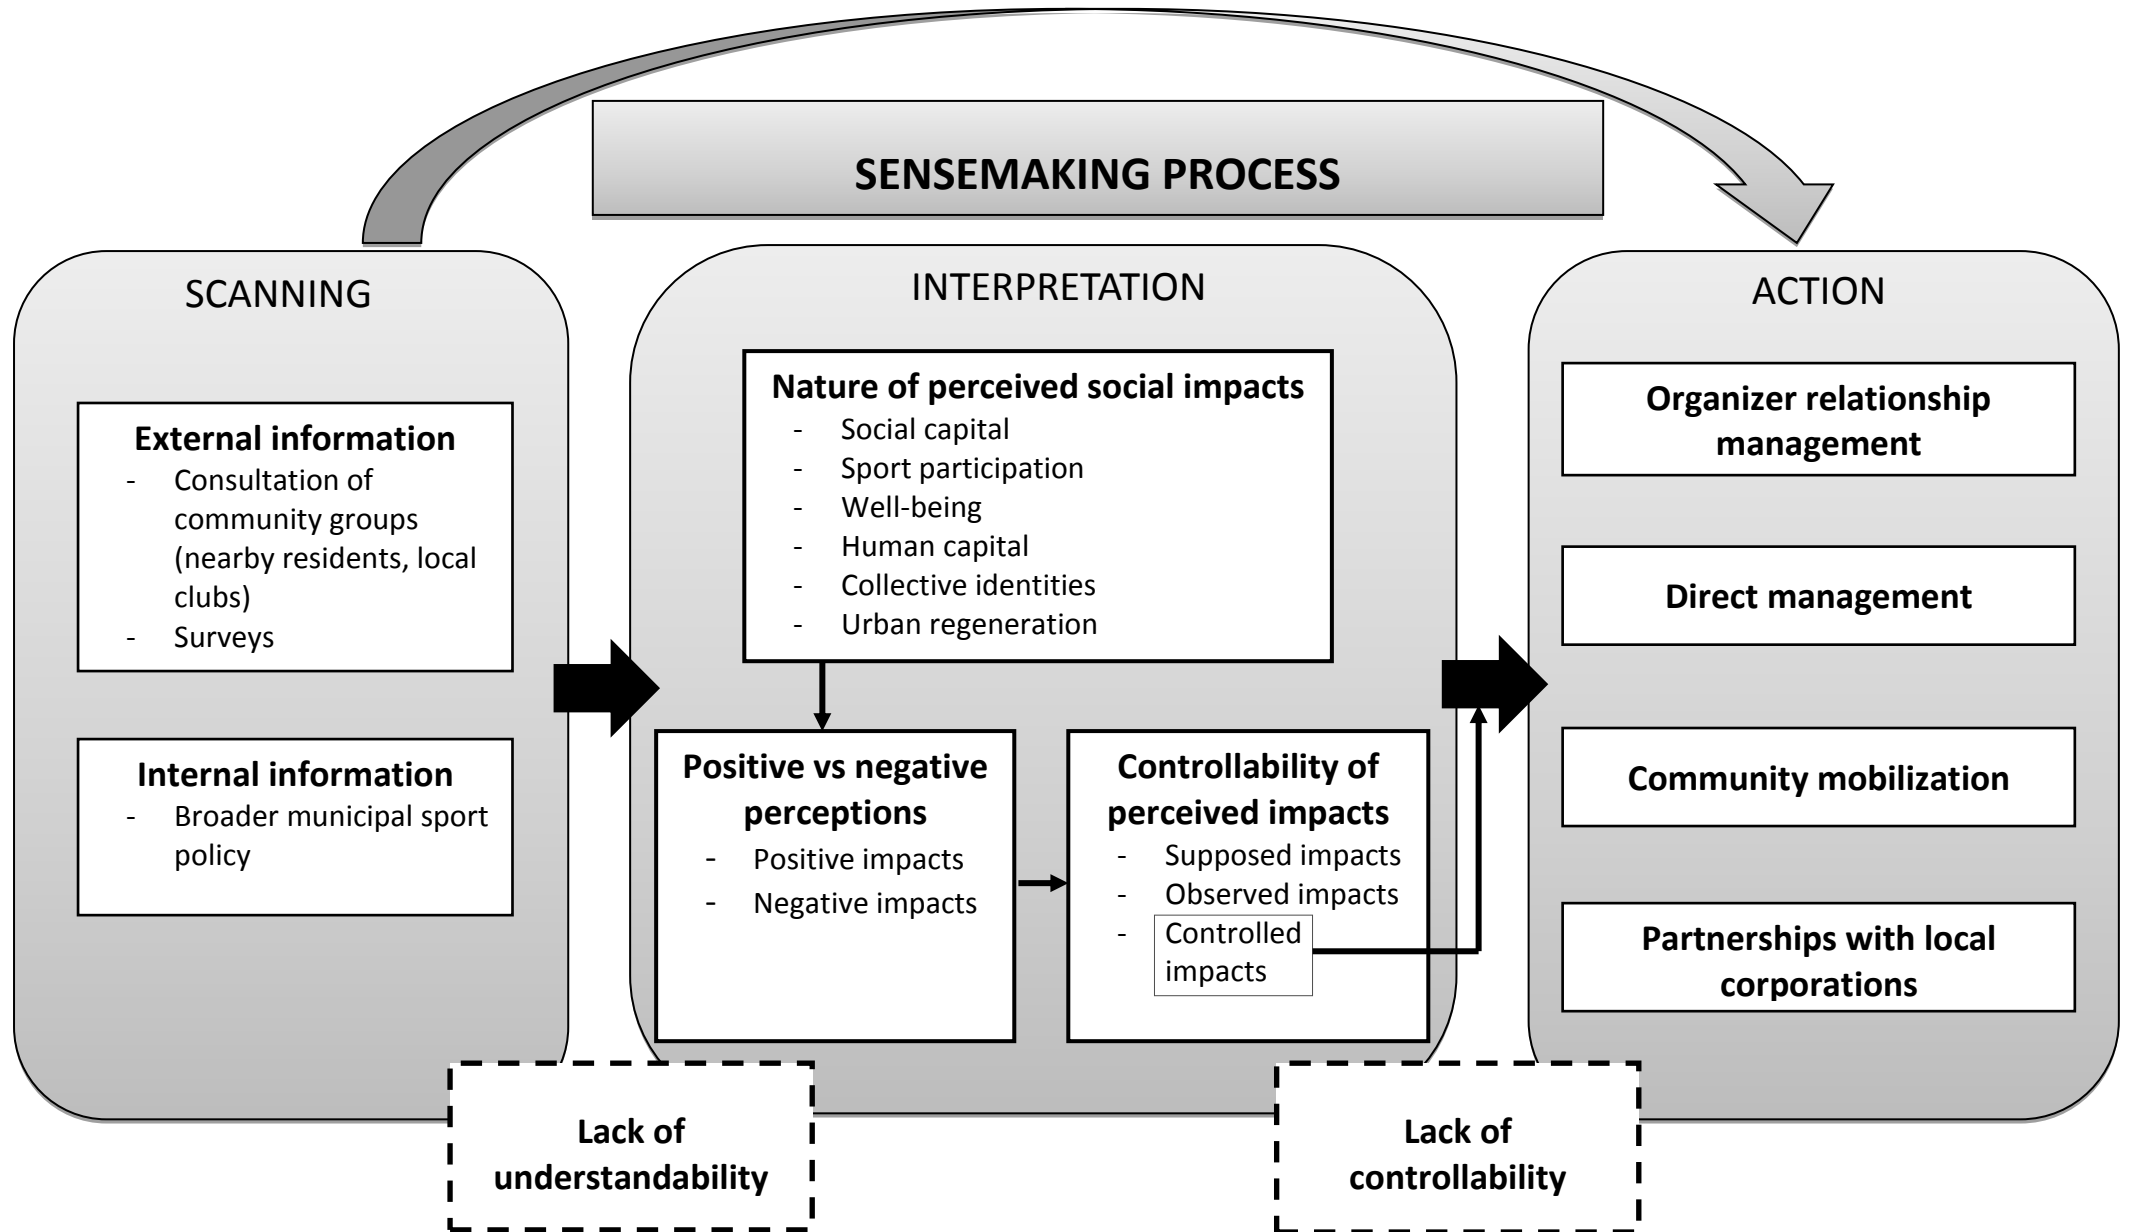 SENSEMAKING PROCESS
SCANNING
External information
- Consultation of
community groups
(nearby residents, local
clubs)
- Surveys
Internal information
- Broader municipal sport
policy
INTERPRETATION
Nature of perceived social impacts
- Social capital
- Sport participation
- Well-being
- Human capital
- Collective identities
- Urban regeneration
Positive vs negative
perceptions
- Positive impacts
- Negative impacts
Controllability of
perceived impacts
- Supposed impacts
- Observed impacts
- Controlled
impacts
ACTION
Organizer relationship
management
Direct management
Community mobilization
Partnerships with local
corporations
Lack of
understandability
Lack of
controllability